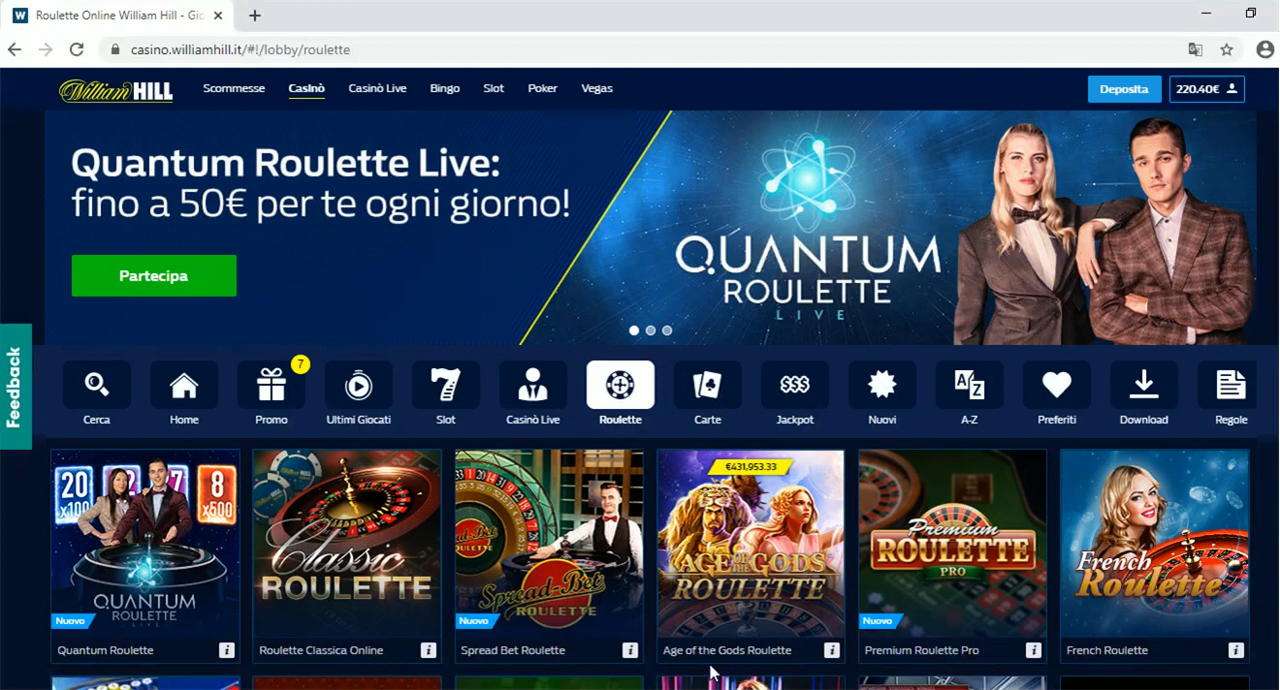 Roulette Online William Hill - Gio
casino.williamhill.it/#!/lobby/roulette
William HILL
Scommesse
Casinò
Casinò Live
Bingo
Slot
Poker
Vegas
Deposita
220.40€
Quantum Roulette Live:
fino a 50€ per te ogni giorno!
Partecipa
QUANTUM
ROULETTE
LIVE
Feedback
7
Cerca
Home
Promo
Ultimi Giocati
Slot
Casinò Live
Roulette
Carte
Jackpot
Nuovi
A-Z
Preferiti
Download
Regole
20
x100
8
x500
QUANTUM
ROULETTE
LIVE
Nuovo
Quantum Roulette
Classic
ROULETTE
Roulette Classica Online
Spread-Bet
ROULETTE
Nuovo
Spread Bet Roulette
€431,953.33
AGE OF THE GODS
ROULETTE
Age of the Gods Roulette
Premium
ROULETTE
PRO
Nuovo
Premium Roulette Pro
French
Roulette
French Roulette